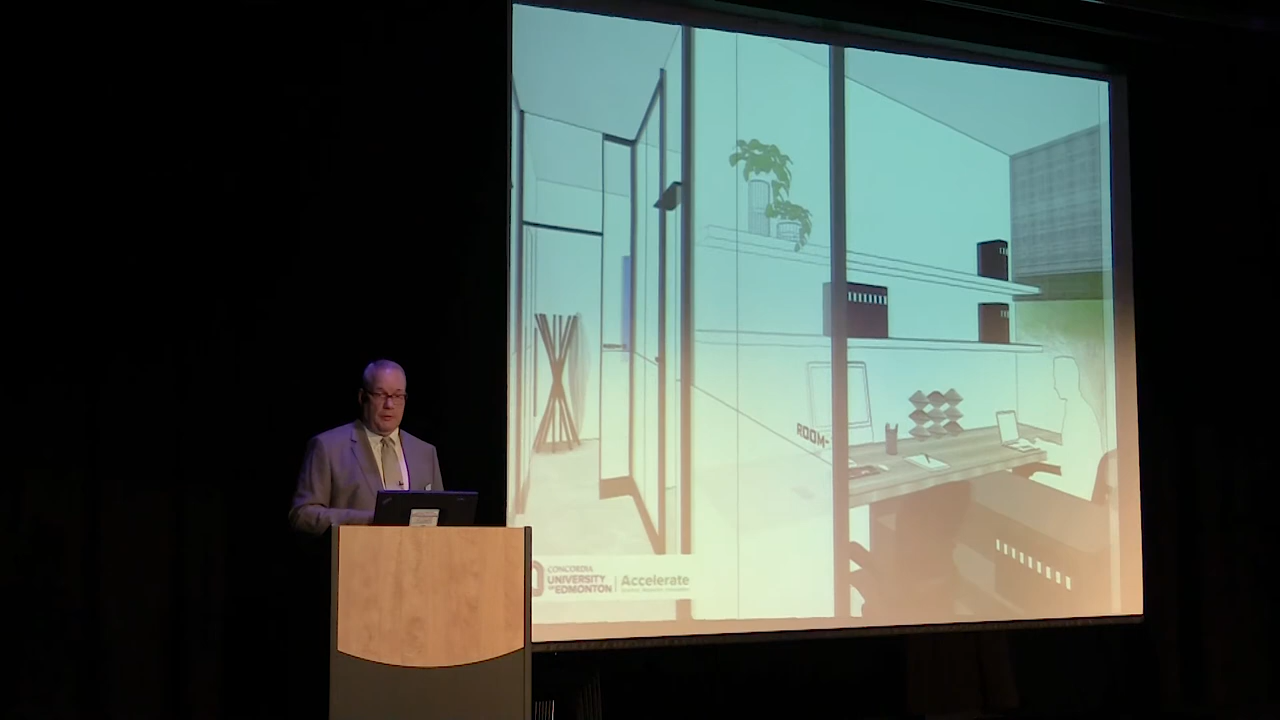 ROOM-
CONCORDIA
UNIVERSITY
OF EDMONTON
Accelerate